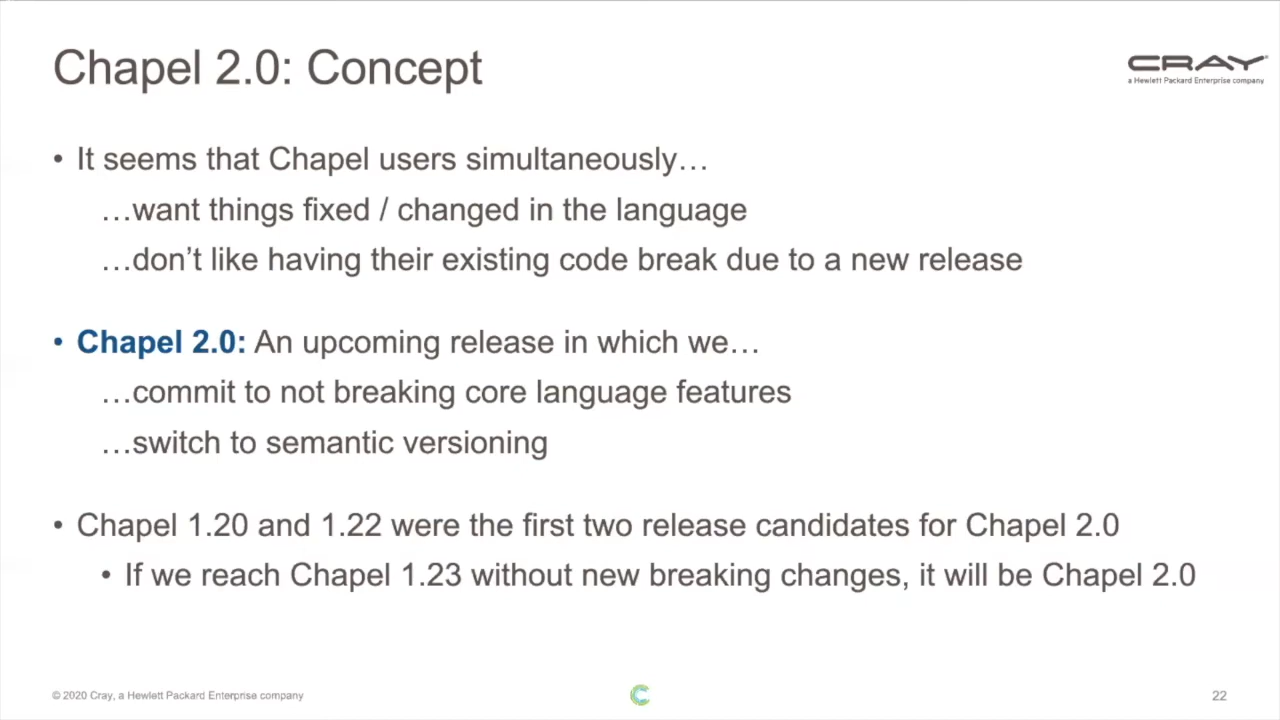 Chapel 2.0: Concept
CRAY
a Hewlett Packard Enterprise company
• It seems that Chapel users simultaneously…
…want things fixed / changed in the language
…don’t like having their existing code break due to a new release
• Chapel 2.0: An upcoming release in which we…
…commit to not breaking core language features
…switch to semantic versioning
• Chapel 1.20 and 1.22 were the first two release candidates for Chapel 2.0
• If we reach Chapel 1.23 without new breaking changes, it will be Chapel 2.0
© 2020 Cray, a Hewlett Packard Enterprise company
22